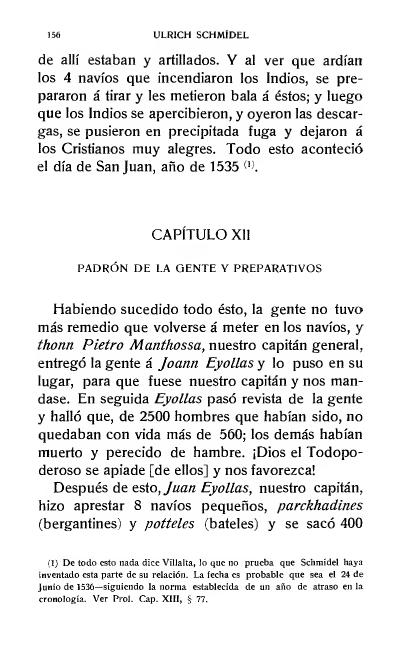 156 ULRICH SCHMÍDEL
de allí estaban y artillados. Y al ver que ardían
los 4 navíos que incendiaron los Indios, se pre-
pararon á tirar y les metieron bala á éstos; y luego
que los Indios se apercibieron, y oyeron las descar-
gas, se pusieron en precipitada fuga y dejaron á
los Cristianos muy alegres. Todo esto aconteció
el día de San Juan, año de 1535 (1).
CAPÍTULO XII
PADRÓN DE LA GENTE Y PREPARATIVOS
Habiendo sucedido todo ésto, la gente no tuvo
más remedio que volverse á meter en los navíos, y
thonn Pietro Manthossa, nuestro capitán general,
entregó la gente á Joann Eyollas y lo puso en su
lugar, para que fuese nuestro capitán y nos man-
dase. En seguida Eyollas pasó revista de la gente
y halló que, de 2500 hombres que habían sido, no
quedaban con vida más de 560; los demás habían
muerto y perecido de hambre. ¡Dios el Todopo-
deroso se apiade [de ellos] y nos favorezca!
Después de esto, Juan Eyollas, nuestro capitán,
hizo aprestar 8 navíos pequeños, parckhadines
(bergantines) y potteles (bateles) y se sacó 400
(1) De todo esto nada dice Villalta, lo que no prueba que Schmídel haya
inventado esta parte de su relación. La fecha es probable que sea el 24 de
Junio de 1536—siguiendo la norma establecida de un año de atraso en la
cronología. Ver Prol. Cap. XIII, § 77.